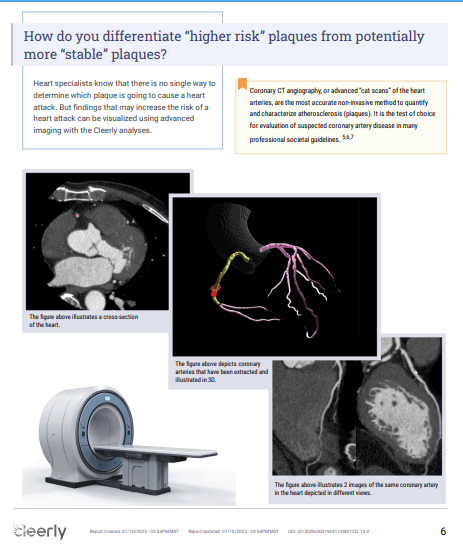 How do you differentiate “higher risk” plaques from potentially
more “stable” plaques?
Heart specialists know that there is no single way to
determine which plaque is going to cause a heart
attack. But findings that may increase the risk of a
heart attack can be visualized using advanced
imaging with the Cleerly analyses.
Coronary CT angiography, or advanced “cat scans” of the heart
arteries, are the most accurate non-invasive method to quantify
and characterize atherosclerosis (plaques). It is the test of choice
for evaluation of suspected coronary artery disease in many
professional societal guidelines. 5,6,7
The figure above illustrates a cross-section
of the heart.
The figure above depicts coronary
arteries that have been extracted and
illustrated in 3D.
The figure above illustrates 2 images of the same coronary artery
in the heart depicted in different views.
cleerly
Report Created: 07/10/2023 - 03:54PM MST
Report Updated: 07/10/2023 - 03:54PM MST
UDI:
6